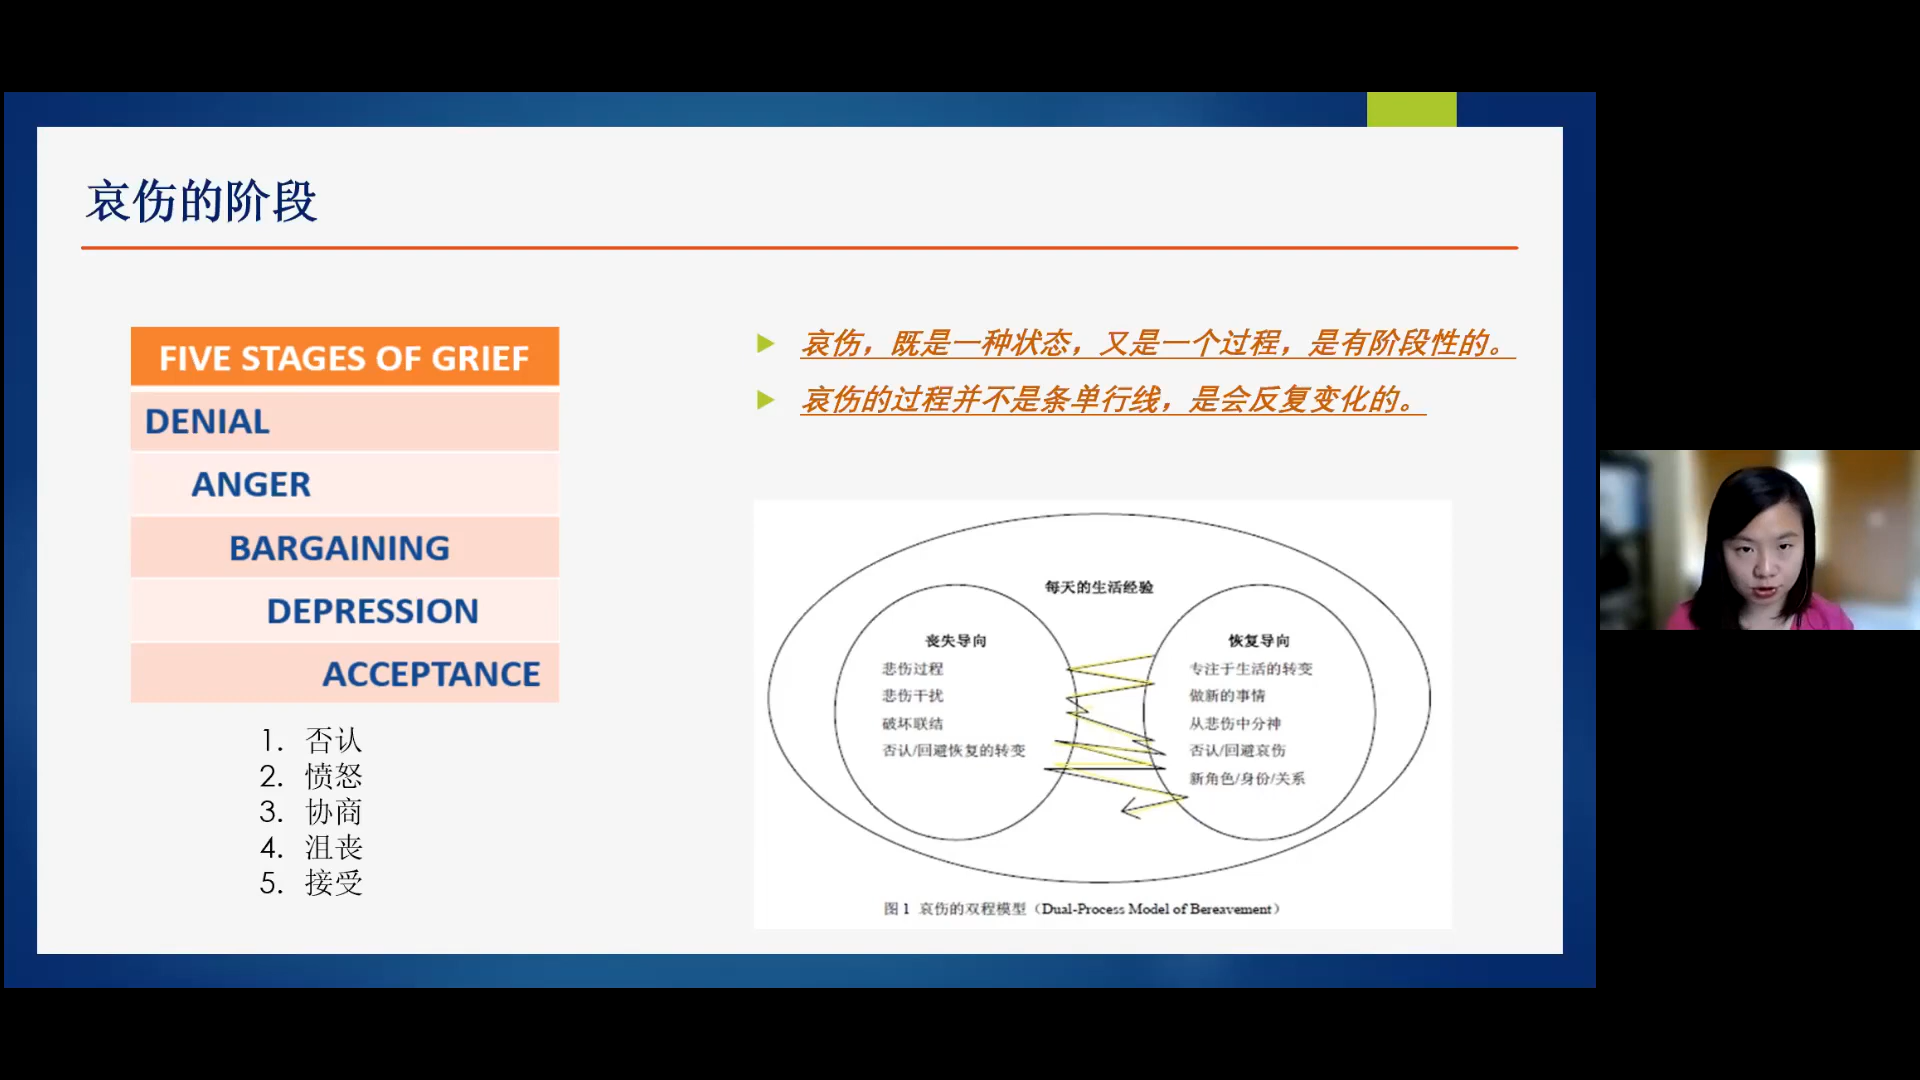 哀伤的阶段
FIVE STAGES OF GRIEF
DENIAL
ANGER
BARGAINING
DEPRESSION
ACCEPTANCE
1. 否认
2. 愤怒
3. 协商
4. 沮丧
5. 接受
哀伤，既是一种状态，又是一个过程，是有阶段性的。
哀伤的过程并不是条单行线，是会反复变化的。
每天的生活经验
丧失导向
悲伤过程
悲伤干扰
破坏联结
否认/回避恢复的转变
恢复导向
专注于生活的转变
做新的事情
从悲伤中分神
否认/回避哀伤
新角色/身份/关系
图 1 哀伤的双程模型（Dual-Process Model of Bereavement）